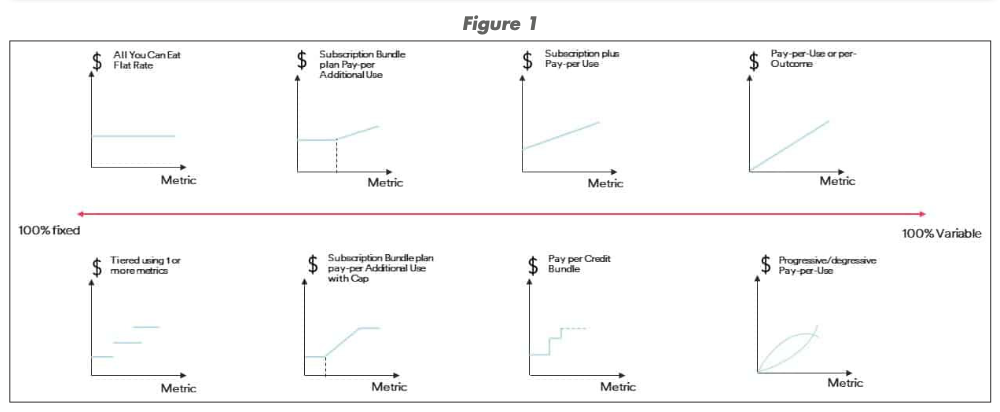 Figure 1
$ All You Can Eat
Flat Rate
Metric
$ Subscription Bundle
plan Pay-per
Additional Use
Metric
$ Subscription plus
Pay-per Use
Metric
$ Pay-per-Use or per-
Outcome
Metric
100% fixed
100% Variable
$ Tiered using 1 or
more metrics
Metric
$ Subscription Bundle plan
pay-per Additional Use
with Cap
Metric
$ Pay per Credit
Bundle
Metric
$ Progressive/degressive
Pay-per-Use
Metric